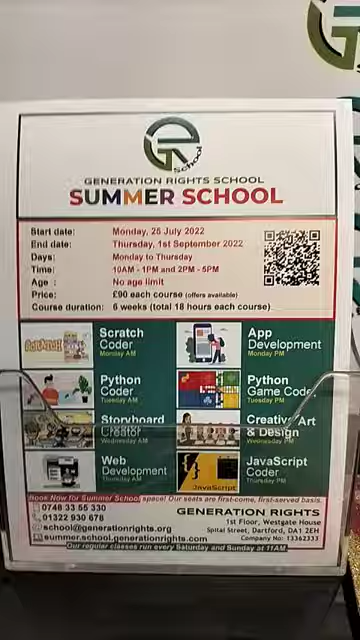 School
GENERATION RIGHTS SCHOOL
SUMMER SCHOOL
Start date: Monday, 25 July 2022
End date: Thursday, 1st September 2022
Days: Monday to Thursday
Time: 10AM - 1PM and 2PM - 5PM
Age : No age limit
Price: £90 each course (offers available)
Course duration: 6 weeks (total 18 hours each course)
SCRATCH
Scratch Coder
Monday AM
App Development
Monday PM
Python Coder
Tuesday AM
Python Game Coder
Tuesday PM
Storyboard Creator
Wednesday AM
Creative Art & Design
Wednesday PM
Web Development
Thursday AM
JavaScript
JavaScript Coder
Thursday PM
Book Now for Summer School space! Our seats are first-come, first-served basis.
0748 33 55 330
01322 930 678
school@generationrights.org
summer.school.generationrights.com
GENERATION RIGHTS
1st Floor, Westgate House
Spital Street, Dartford, DA1 2EH
Company No: 13362333
Our regular classes run every Saturday and Sunday at 11AM